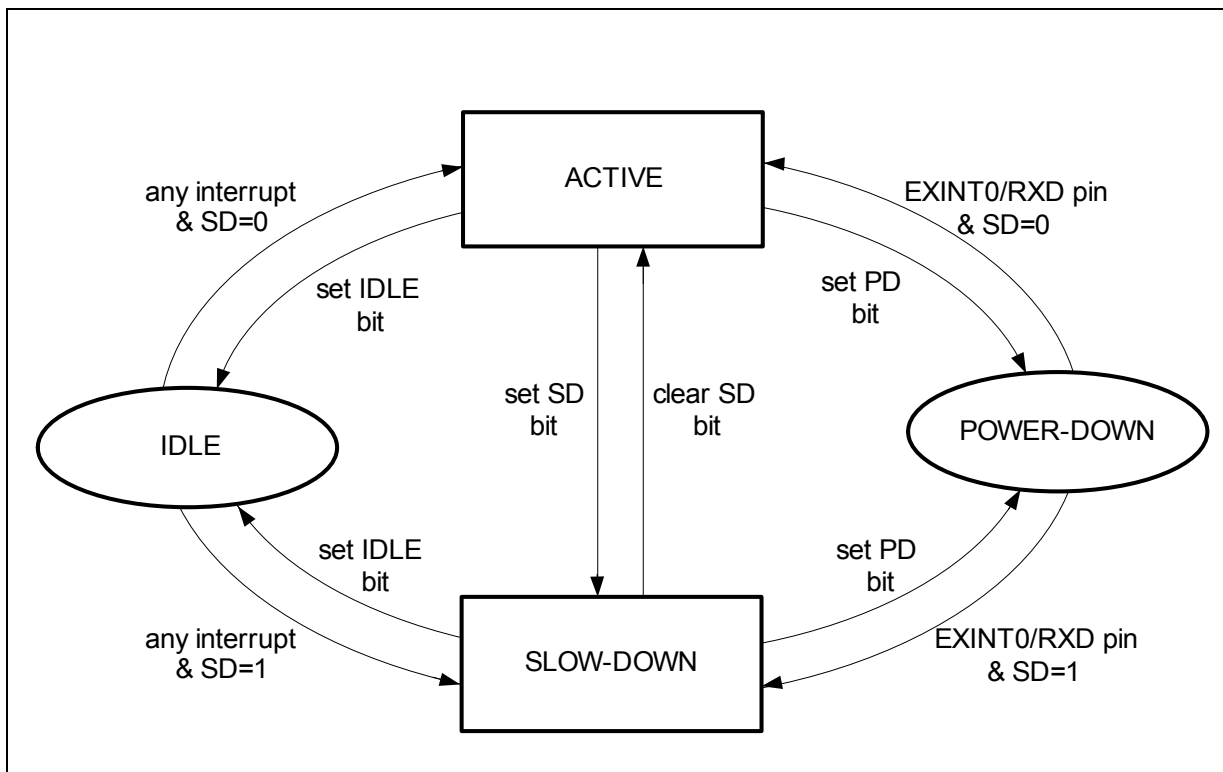 ACTIVE
any interrupt
& SD=0
EXINT0/RXD pin
& SD=0
set IDLE
bit
set PD
bit
set SD
bit
clear SD
bit
IDLE
POWER-DOWN
set IDLE
bit
set PD
bit
any interrupt
& SD=1
SLOW-DOWN
EXINT0/RXD pin
& SD=1